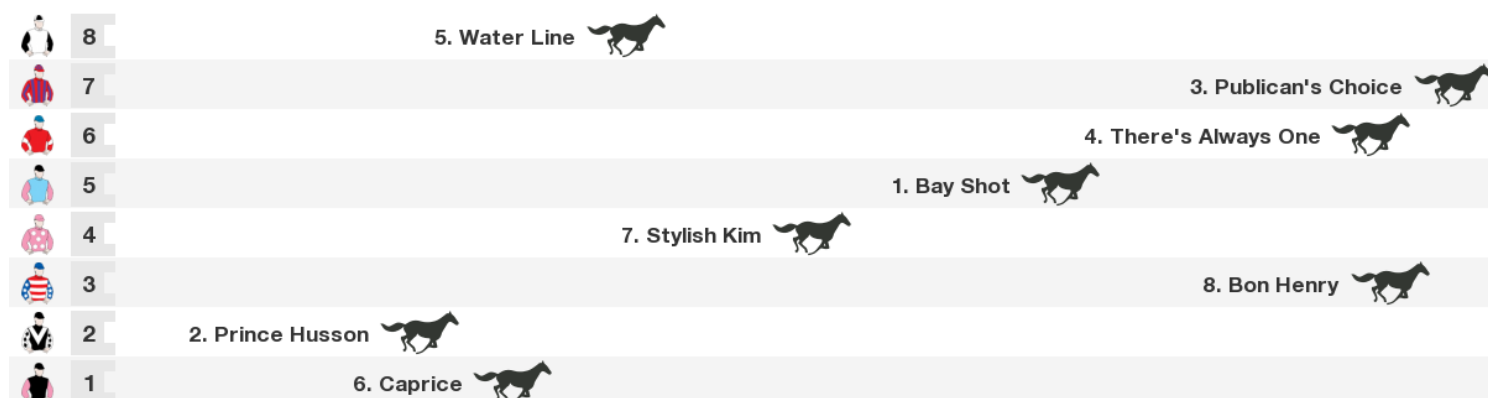 8 5. Water Line
7 3. Publican's Choice
6 4. There's Always One
5 1. Bay Shot
4 7. Stylish Kim
3 8. Bon Henry
2 2. Prince Husson
1 6. Caprice